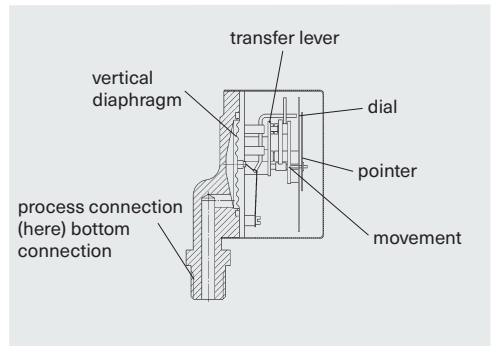 transfer lever
vertical
diaphragm
dial
pointer
process connection
(here) bottom
connection
movement